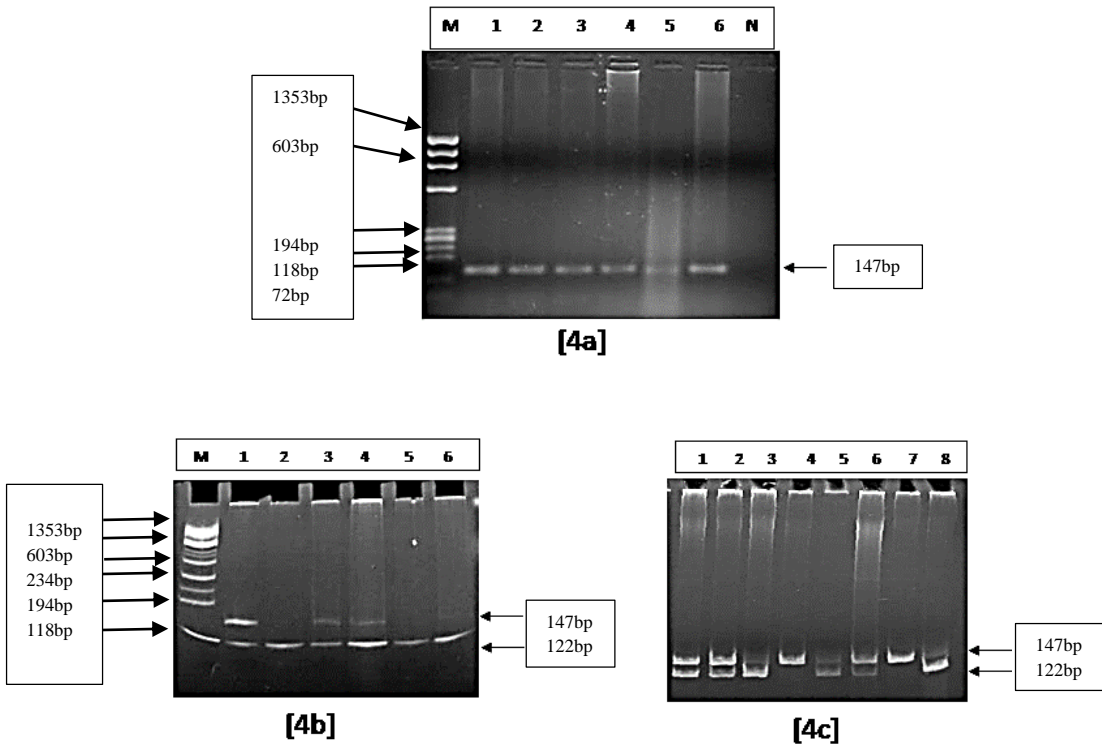 M 1 2 3 4 5 6 N
1353bp
603bp
194bp
118bp
72bp
147bp
[4a]
M 1 2 3 4 5 6
1353bp
603bp
234bp
194bp
118bp
147bp
122bp
[4b]
1 2 3 4 5 6 7 8
147bp
122bp
[4c]